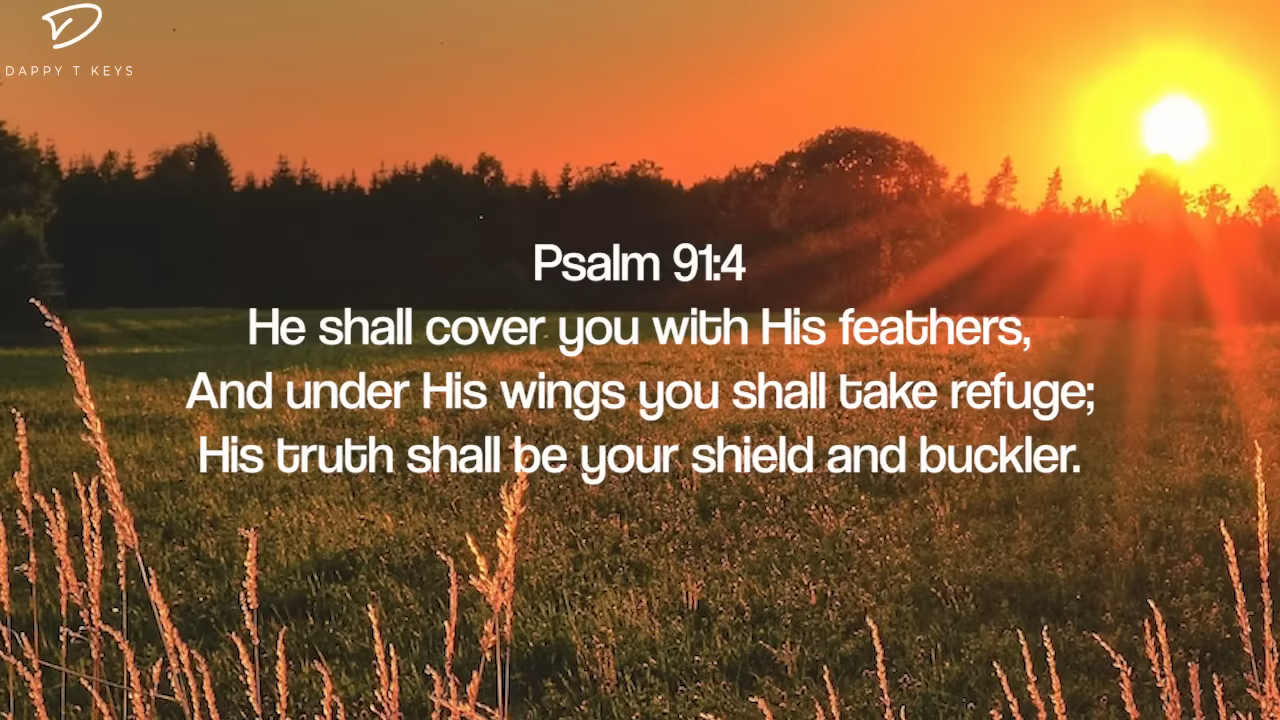 DAPPY T KEYS
Psalm 91:4
He shall cover you with His feathers,
And under His wings you shall take refuge;
His truth shall be your shield and buckler.